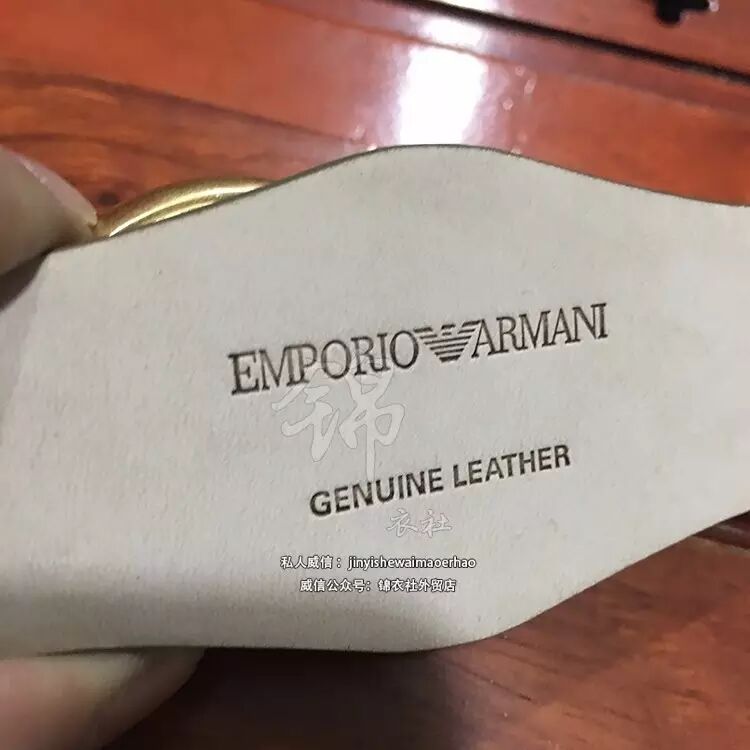 EMPORIO ARMANI
锦
GENUINE LEATHER
衣社
私人威信：jinyishewaimaoerhao
威信公众号：锦衣社外贸店